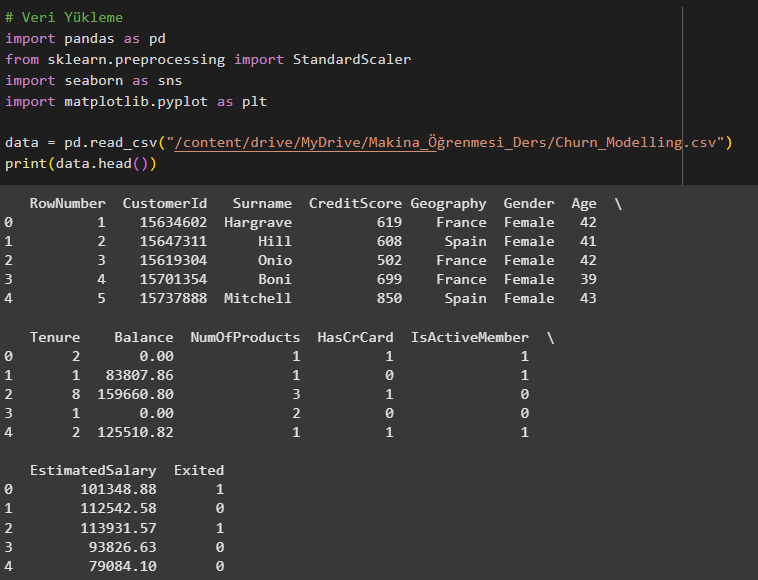 # Veri Yükleme
import pandas as pd
from sklearn.preprocessing import StandardScaler
import seaborn as sns
import matplotlib.pyplot as plt
data = pd.read_csv("/content/drive/MyDrive/Makina_Öğrenmesi_Ders/Churn_Modelling.csv")
print(data.head())
   RowNumber  CustomerId   Surname  CreditScore Geography  Gender  Age  \
0          1    15634602  Hargrave          619    France  Female   42
1          2    15647311      Hill          608     Spain  Female   41
2          3    15619304      Onio          502    France  Female   42
3          4    15701354      Boni          699    France  Female   39
4          5    15737888  Mitchell          850     Spain  Female   43
   Tenure    Balance  NumOfProducts  HasCrCard  IsActiveMember  \
0       2       0.00              1          1               1
1       1   83807.86              1          0               1
2       8  159660.80              3          1               0
3       1       0.00              2          0               0
4       2  125510.82              1          1               1
   EstimatedSalary  Exited
0        101348.88       1
1        112542.58       0
2        113931.57       1
3         93826.63       0
4         79084.10       0